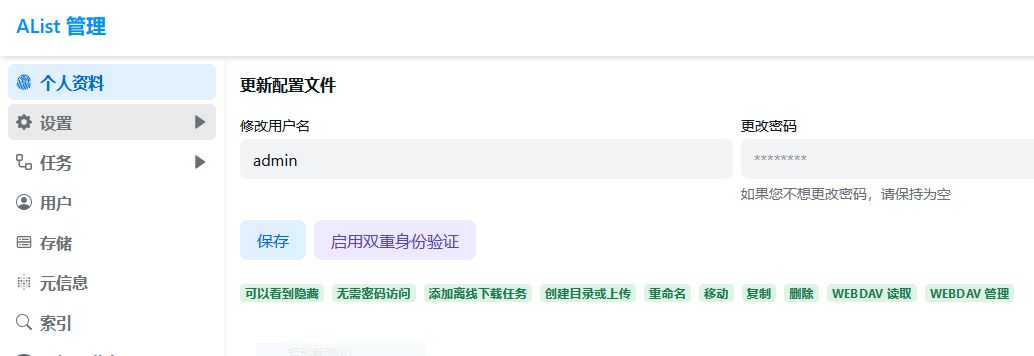 AList 管理
个人资料
设置
任务
用户
存储
元信息
索引
更新配置文件
修改用户名
admin
更改密码
********
如果您不想更改密码，请保持为空
保存 启用双重身份验证
可以看到隐藏 无需密码访问 添加离线下载任务 创建目录或上传 重命名 移动 复制 删除 WEBDAV 读取 WEBDAV 管理